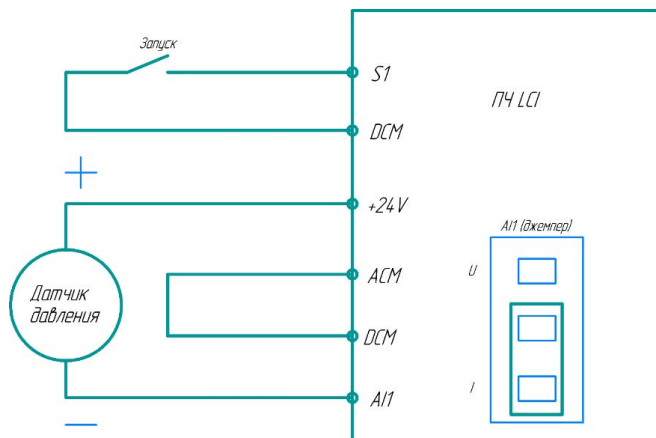 Запуск
S1
ПЧ LCI
DCM
+
+24V
AI1 (джемпер)
U
Датчик
давления
ACM
DCM
I
AI1
–